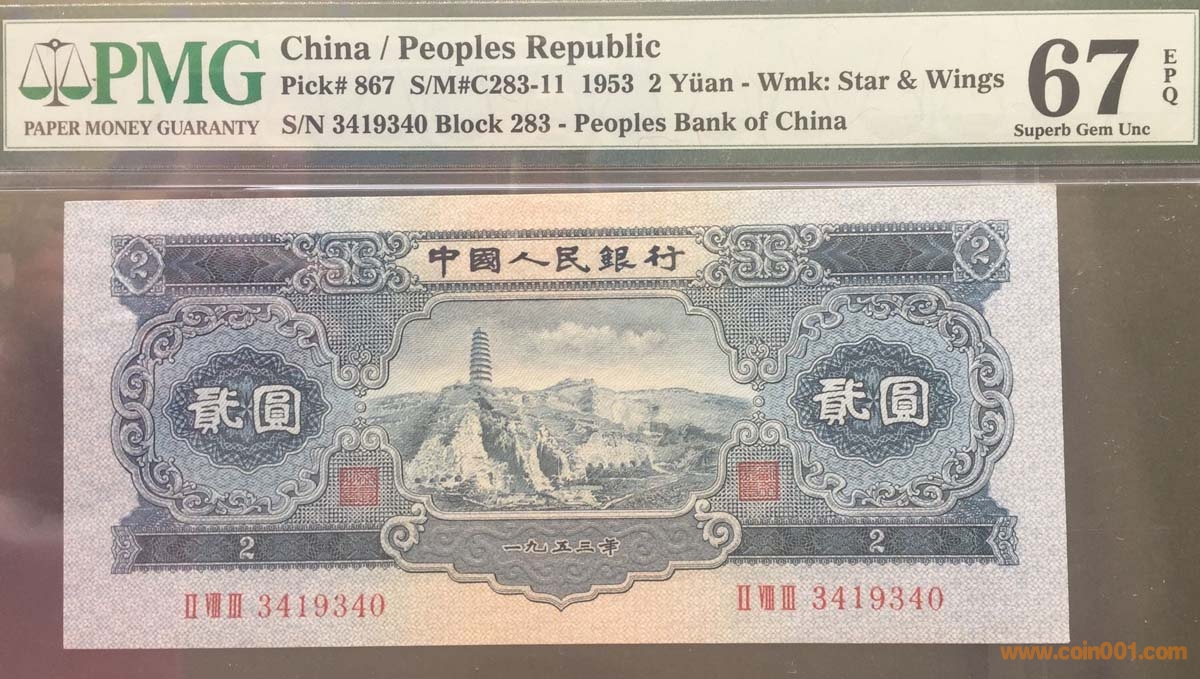 PMG
PAPER MONEY GUARANTY
China / Peoples Republic
Pick# 867 S/M#C283-11 1953 2 Yüan - Wmk: Star & Wings
S/N 3419340 Block 283 - Peoples Bank of China
67
EPQ
Superb Gem Unc
2
中國人民銀行
2
貳圓
貳圓
2
一九五三年
2
II VIII III 3419340
II VIII III 3419340
www.coin001.com